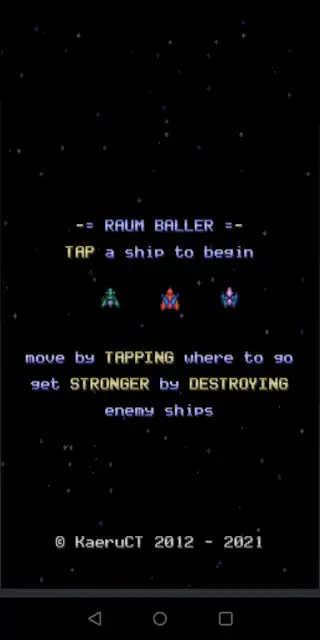 -= RAUM BALLER =-
TAP a ship to begin
move by TAPPING where to go
get STRONGER by DESTROYING
enemy ships
© KaeruCT 2012 - 2021